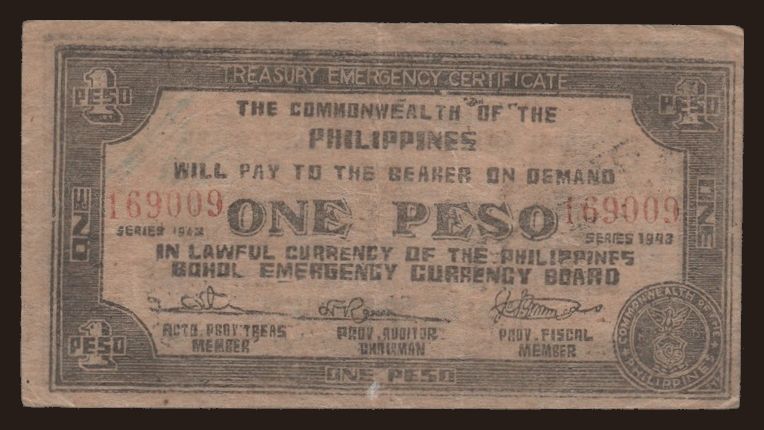 TREASURY EMERGENCY CERTIFICATE
1 PESO
1 PESO
THE COMMONWEALTH OF THE
PHILIPPINES
WILL PAY TO THE BEARER ON DEMAND
169009 ONE PESO 169009
SERIES 1943 SERIES 1943
ONE
ONE
IN LAWFUL CURRENCY OF THE PHILIPPINES
BOHOL EMERGENCY CURRENCY BOARD
ACTG. PROV. TREAS. PROV. AUDITOR PROV. FISCAL
MEMBER CHAIRMAN MEMBER
1 PESO
ONE PESO
COMMONWEALTH OF THE PHILIPPINES